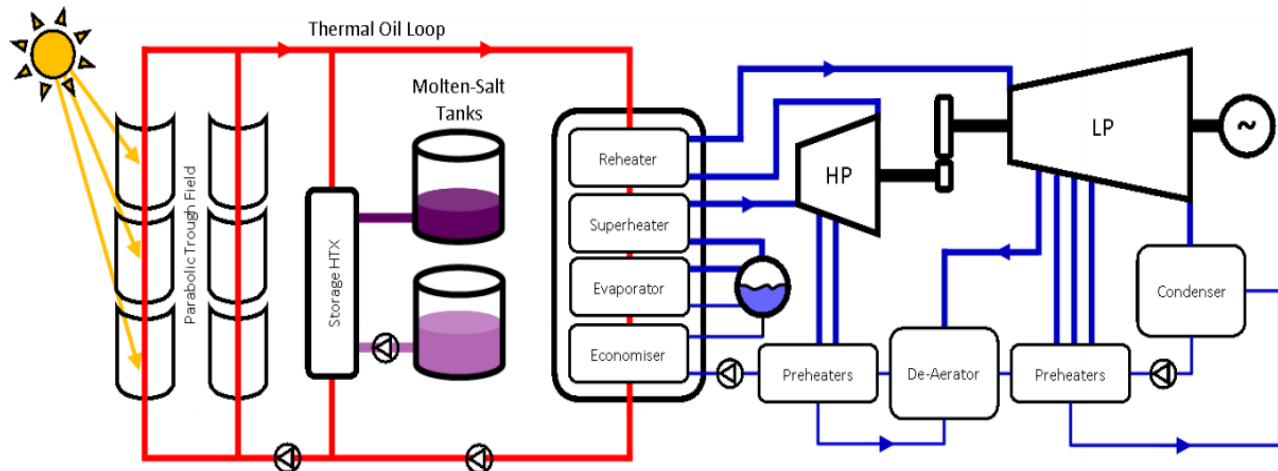 Thermal Oil Loop
Molten-Salt
Tanks
Parabolic Trough Field
Storage HTX
Reheater
Superheater
Evaporator
Economiser
HP
LP
~
Condenser
Preheaters
De-Aerator
Preheaters